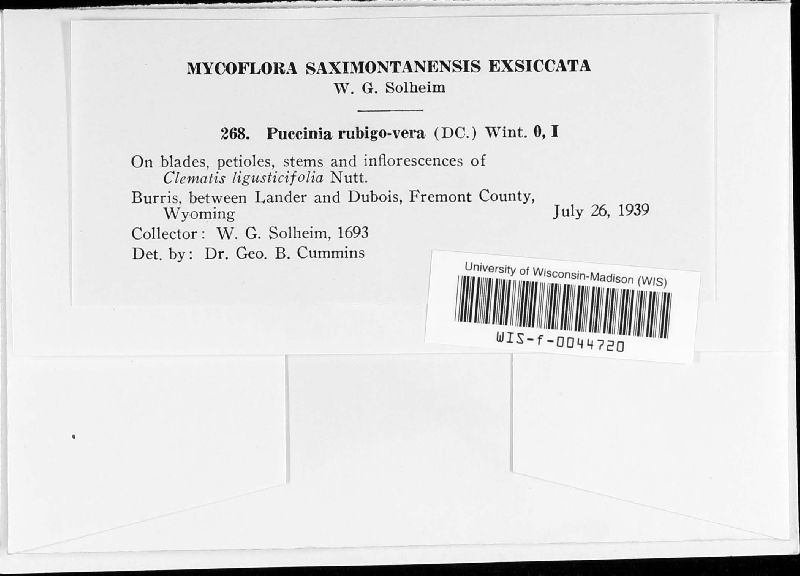 MYCOFLORA SAXIMONTANENSIS EXSICCATA
W. G. Solheim
268. Puccinia rubigo-vera (DC.) Wint. 0, I
On blades, petioles, stems and inflorescences of
Clematis ligusticifolia Nutt.
Burris, between Lander and Dubois, Fremont County,
Wyoming July 26, 1939
Collector: W. G. Solheim, 1693
Det. by: Dr. Geo. B. Cummins
University of Wisconsin-Madison (WIS)
WIS-f-0044720